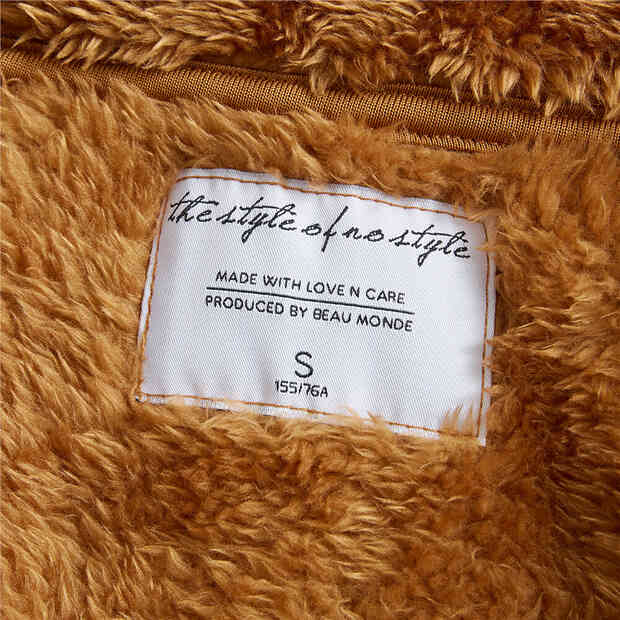 the style of no style
MADE WITH LOVE N CARE
PRODUCED BY BEAU MONDE
S
155/76A